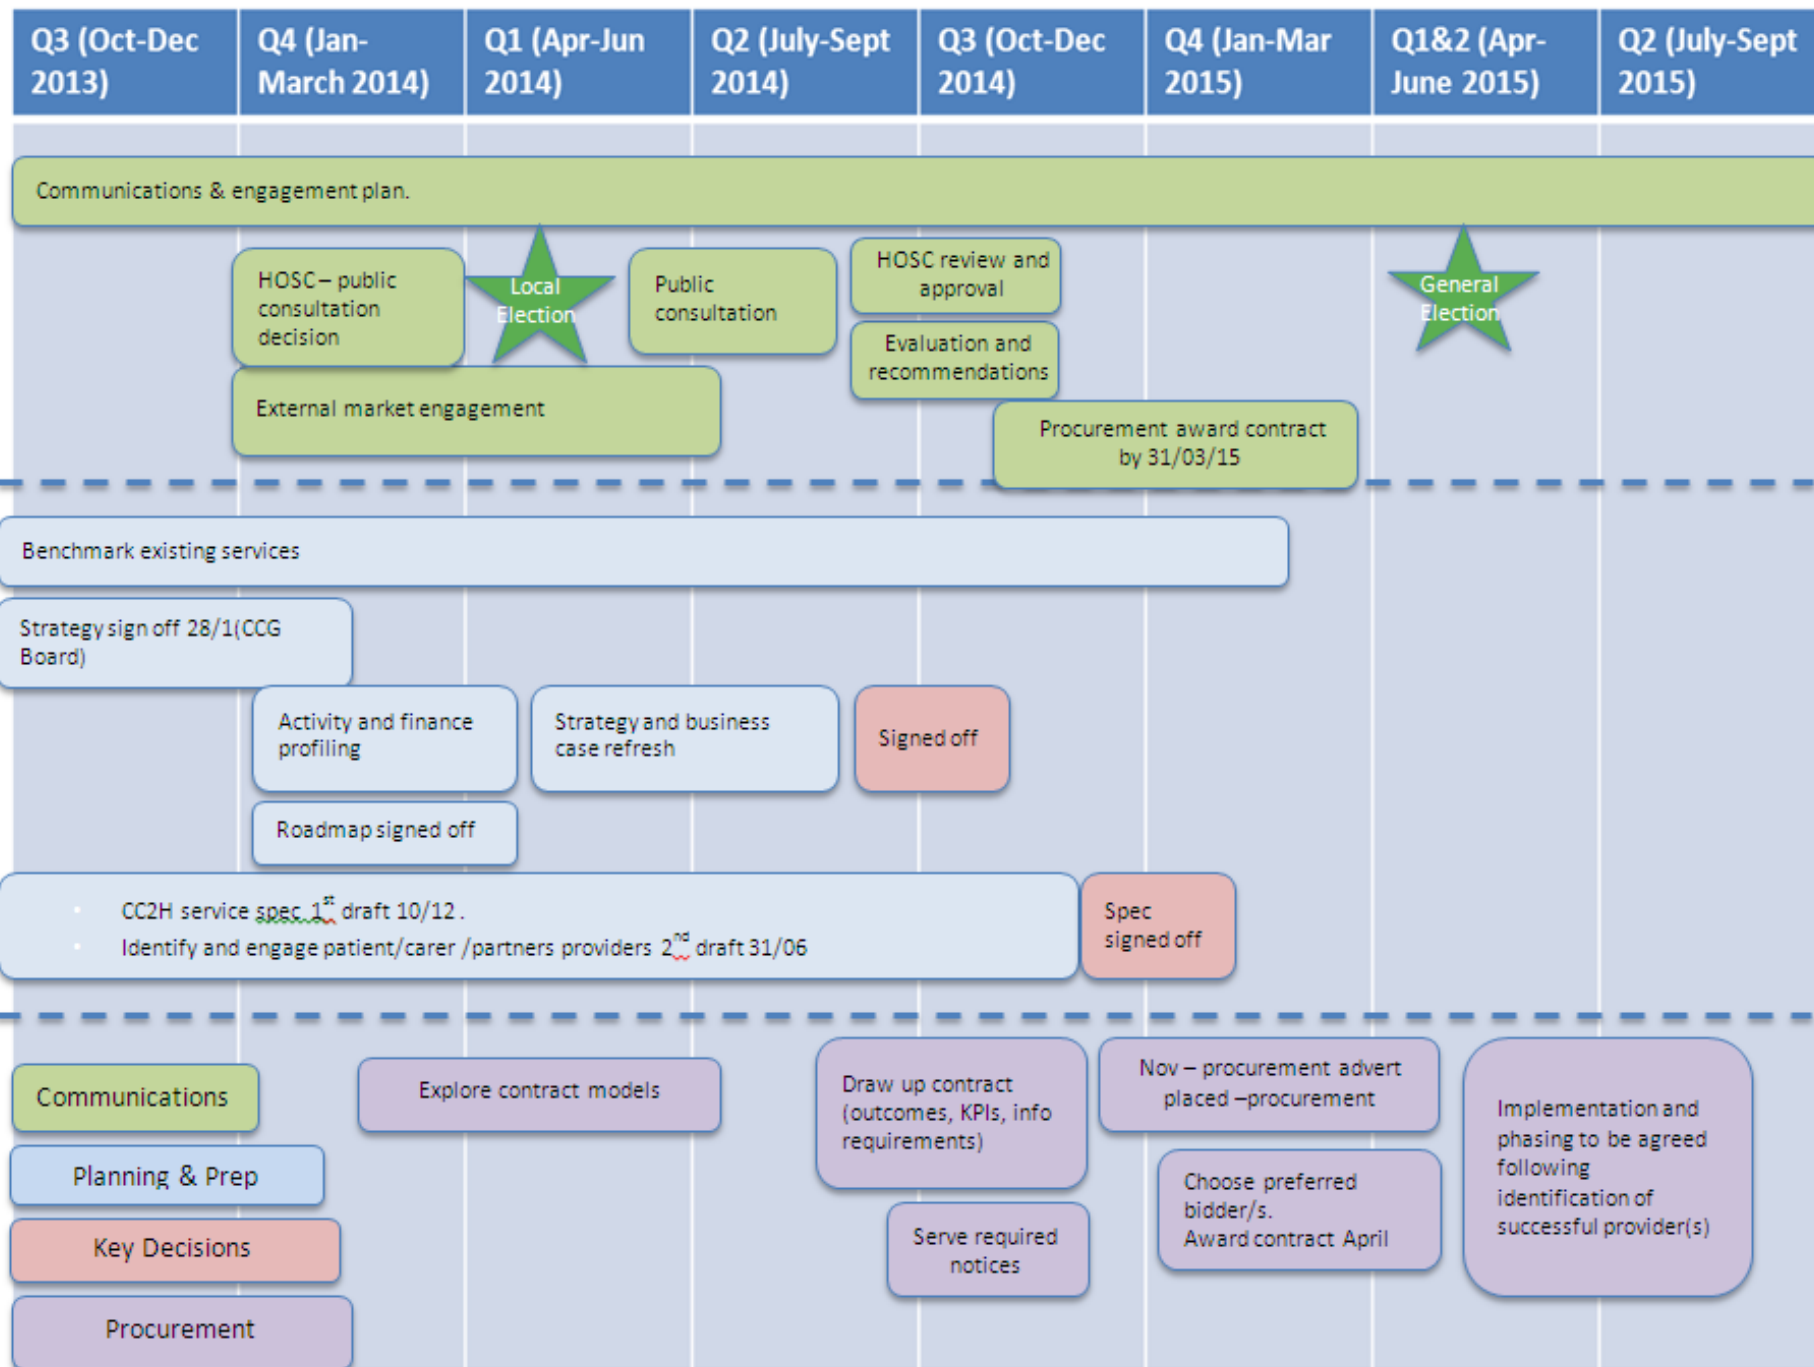 Q3 (Oct-Dec
2013)
Q4 (Jan-
March 2014)
Q1 (Apr-Jun
2014)
Q2 (July-Sept
2014)
Q3 (Oct-Dec
2014)
Q4 (Jan-Mar
2015)
Q1&2 (Apr-
June 2015)
Q2 (July-Sept
2015)
Communications & engagement plan.
HOSC – public
consultation
decision
Local
Election
Public
consultation
HOSC review and
approval
General
Election
Evaluation and
recommendations
External market engagement
Procurement award contract
by 31/03/15
Benchmark existing services
Strategy sign off 28/1(CCG
Board)
Activity and finance
profiling
Strategy and business
case refresh
Signed off
Roadmap signed off
• CC2H service spec 1st draft 10/12 .
• Identify and engage patient/carer /partners providers 2nd draft 31/06
Spec
signed off
Communications
Planning & Prep
Key Decisions
Procurement
Explore contract models
Draw up contract
(outcomes, KPIs, info
requirements)
Serve required
notices
Nov – procurement advert
placed –procurement
Choose preferred
bidder/s.
Award contract April
Implementation and
phasing to be agreed
following
identification of
successful provider(s)